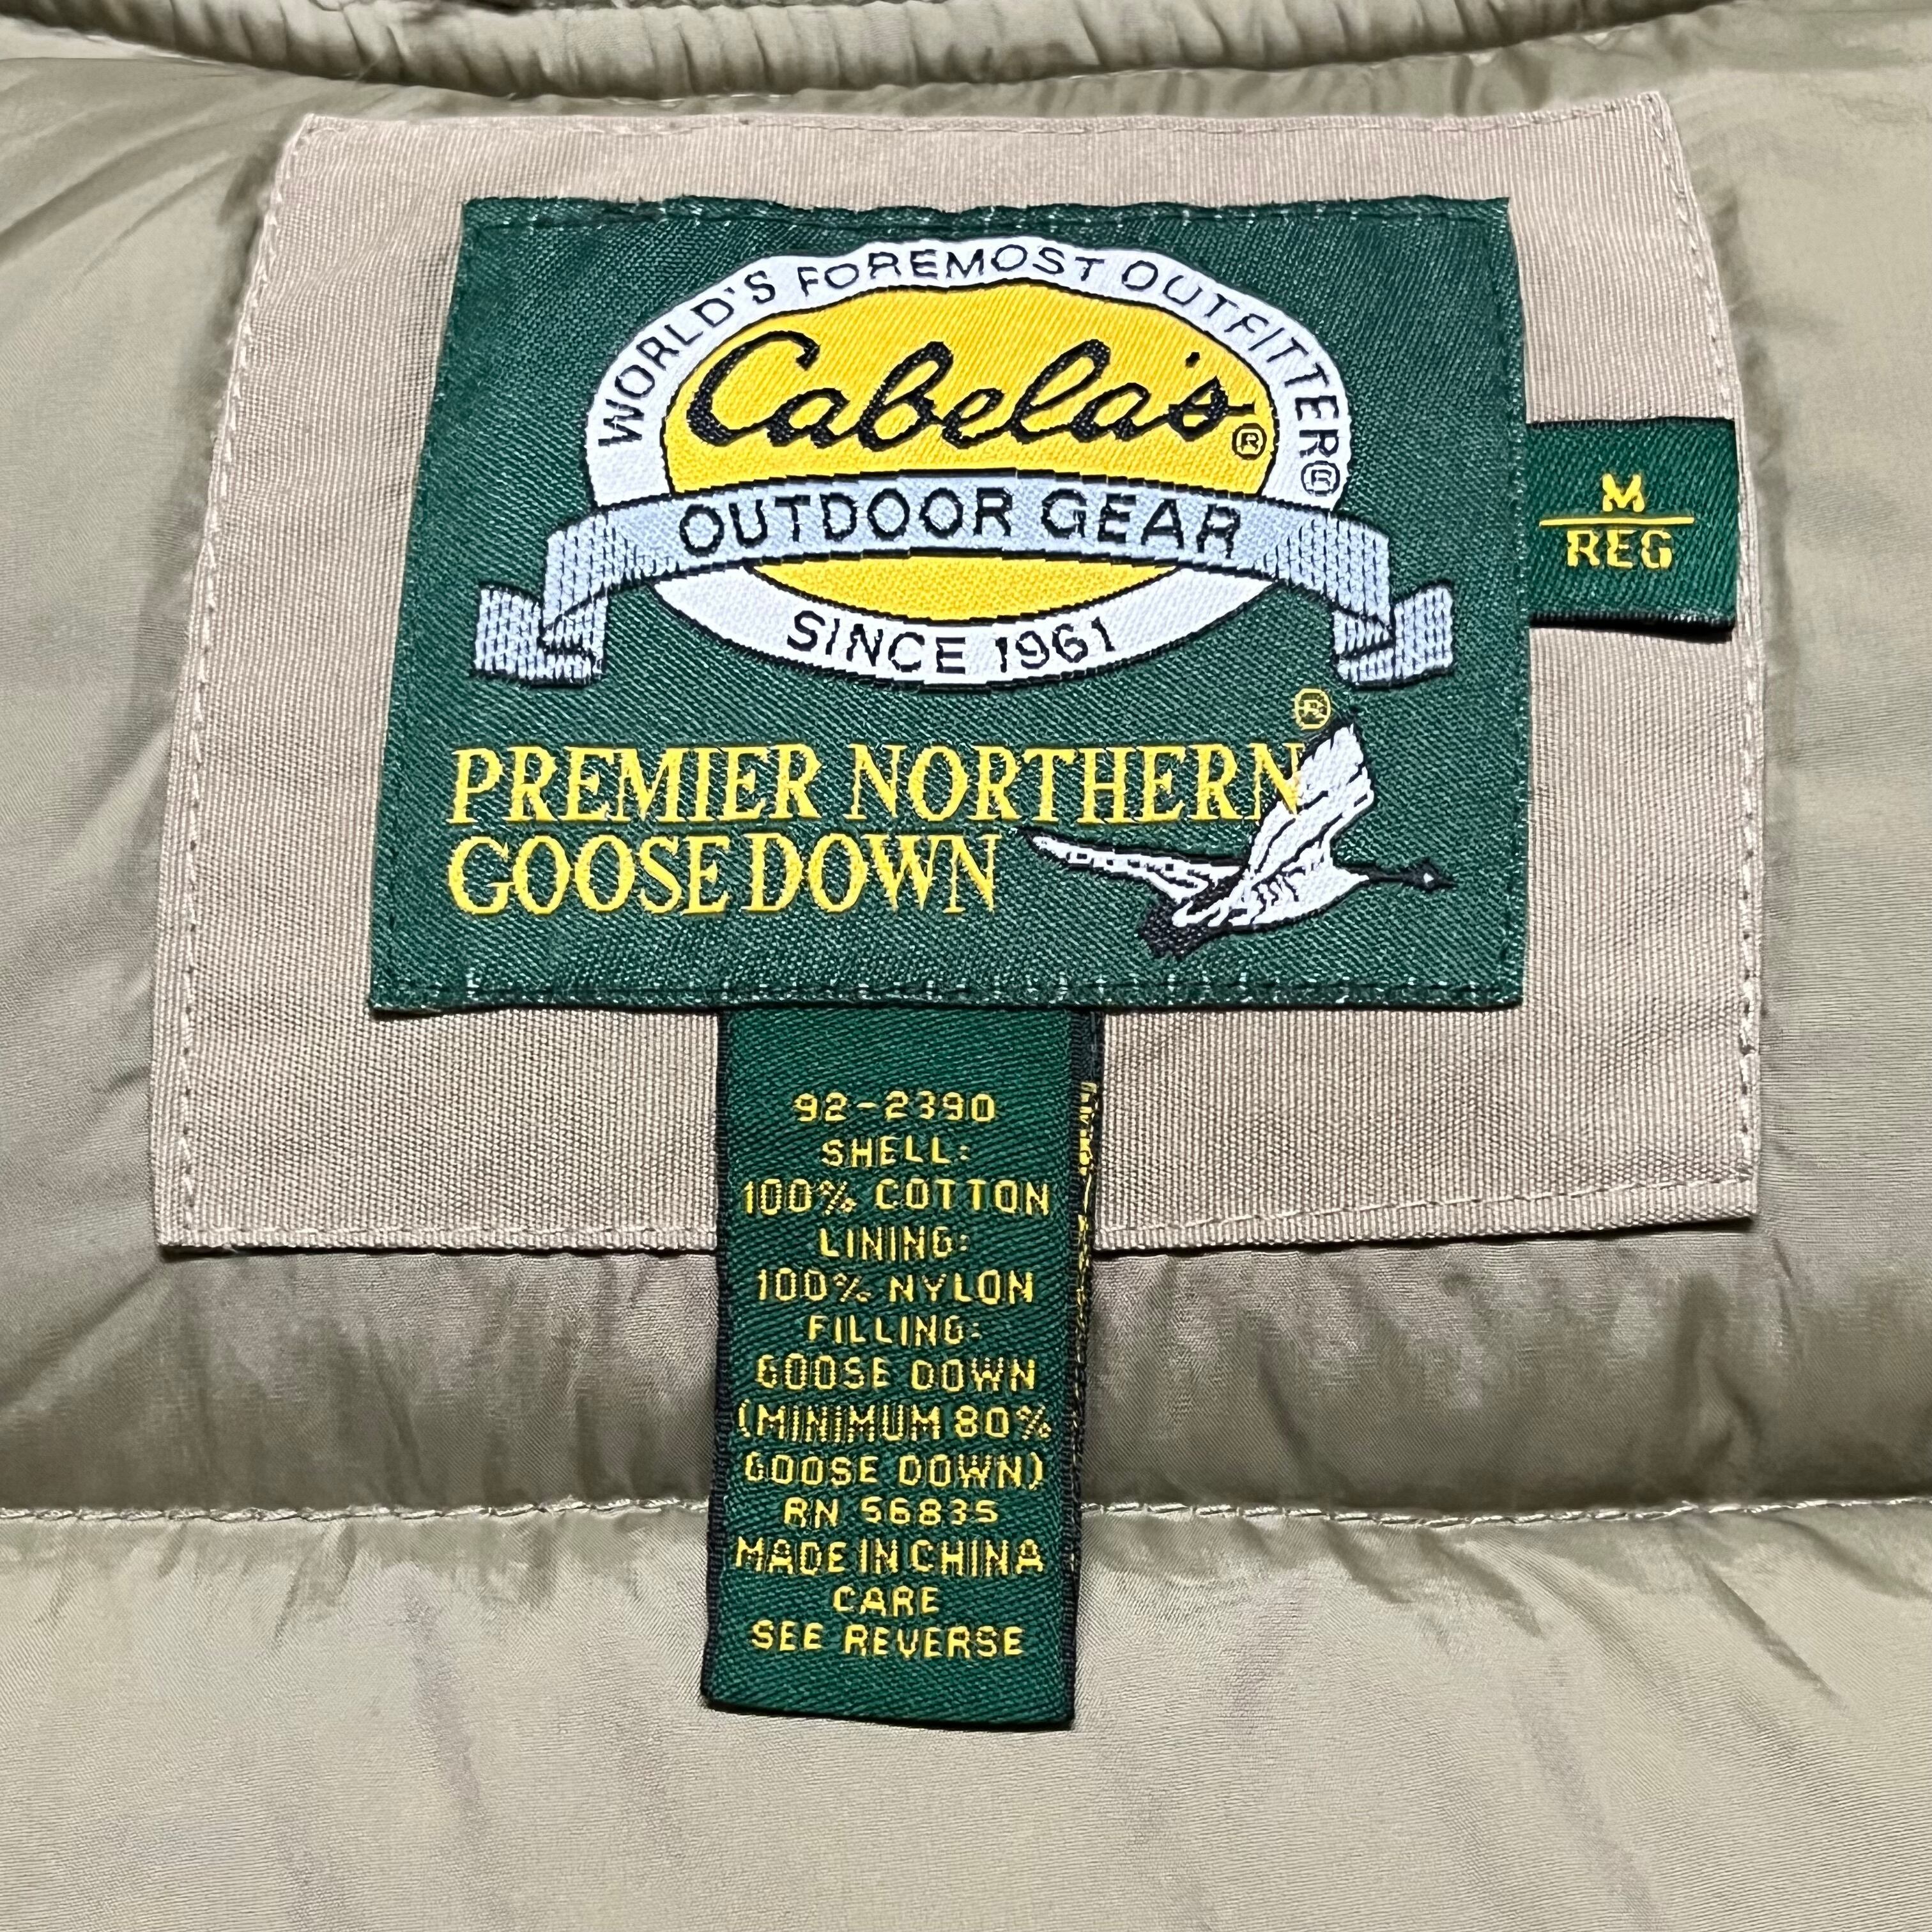 WORLD'S FOREMOST OUTFITTER®
Cabela's®
OUTDOOR GEAR
SINCE 1961
M
REG
PREMIER NORTHERN®
GOOSE DOWN
92-2390
SHELL:
100% COTTON
LINING:
100% NYLON
FILLING:
GOOSE DOWN
(MINIMUM 80%
GOOSE DOWN)
RN 56835
MADE IN CHINA
CARE
SEE REVERSE